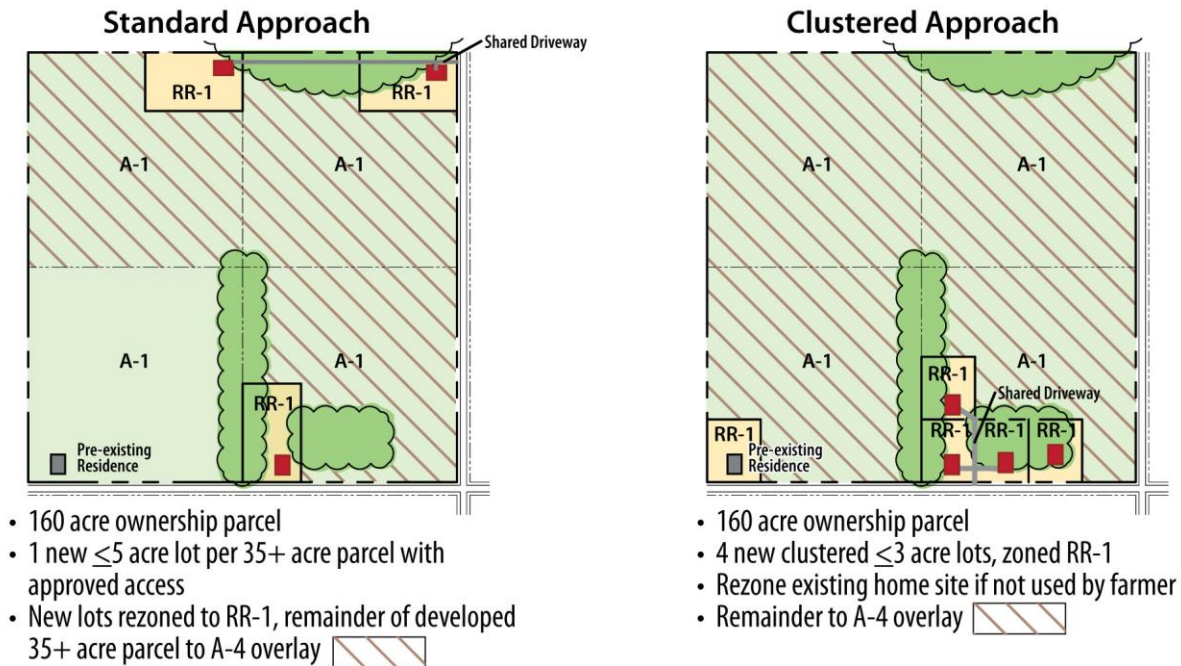 Standard Approach
Shared Driveway
RR-1
RR-1
A-1
A-1
A-1
A-1
RR-1
Pre-existing
Residence
• 160 acre ownership parcel
• 1 new ≤5 acre lot per 35+ acre parcel with
approved access
• New lots rezoned to RR-1, remainder of developed
35+ acre parcel to A-4 overlay
Clustered Approach
A-1
A-1
A-1
A-1
RR-1
Shared Driveway
RR-1
RR-1
RR-1
RR-1
Pre-existing
Residence
• 160 acre ownership parcel
• 4 new clustered ≤3 acre lots, zoned RR-1
• Rezone existing home site if not used by farmer
• Remainder to A-4 overlay